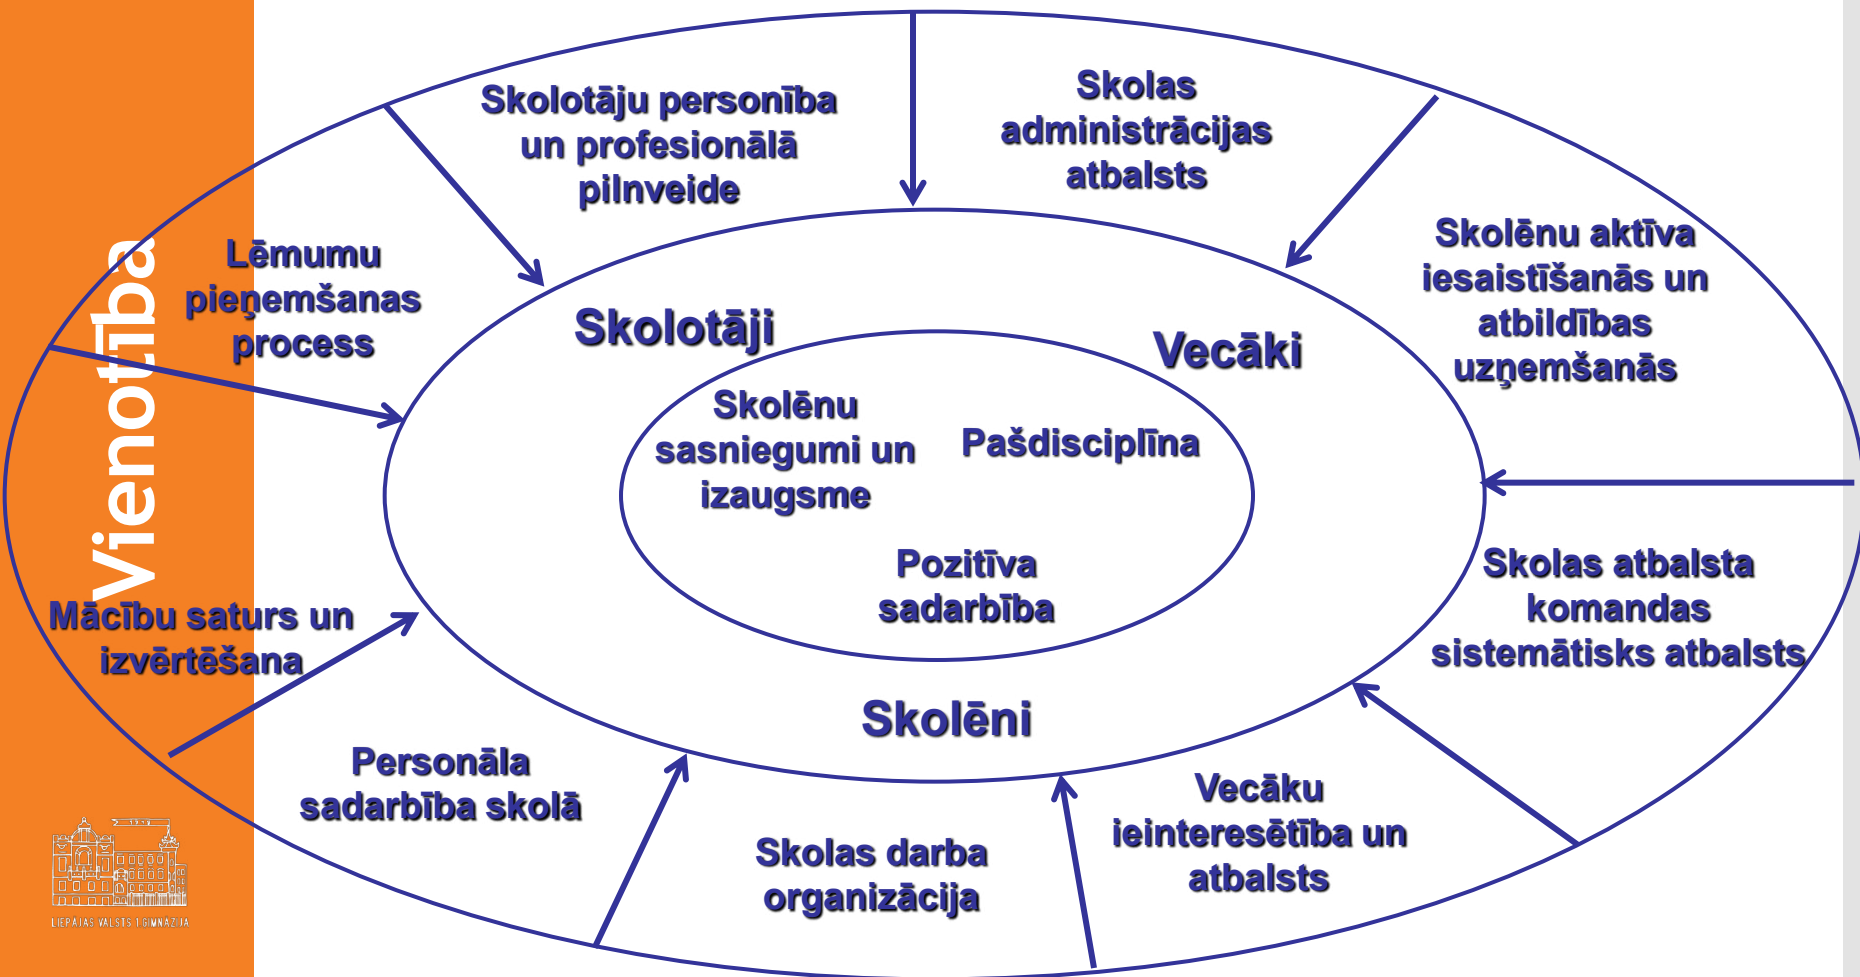 Vienotība
Skolotāju personība
un profesionālā
pilnveide
Skolas
administrācijas
atbalsts
Skolēnu aktīva
iesaistīšanās un
atbildības
uzņemšanās
Lēmumu
pieņemšanas
process
Skolotāji
Vecāki
Skolēnu
sasniegumi un
izaugsme
Pašdisciplīna
Pozitīva
sadarbība
Skolas atbalsta
komandas
sistemātisks atbalsts
Mācību saturs un
izvērtēšana
Skolēni
Personāla
sadarbība skolā
Skolas darba
organizācija
Vecāku
ieinteresētība un
atbalsts
LIEPĀJAS VALSTS 1 ĢIMNĀZIJA